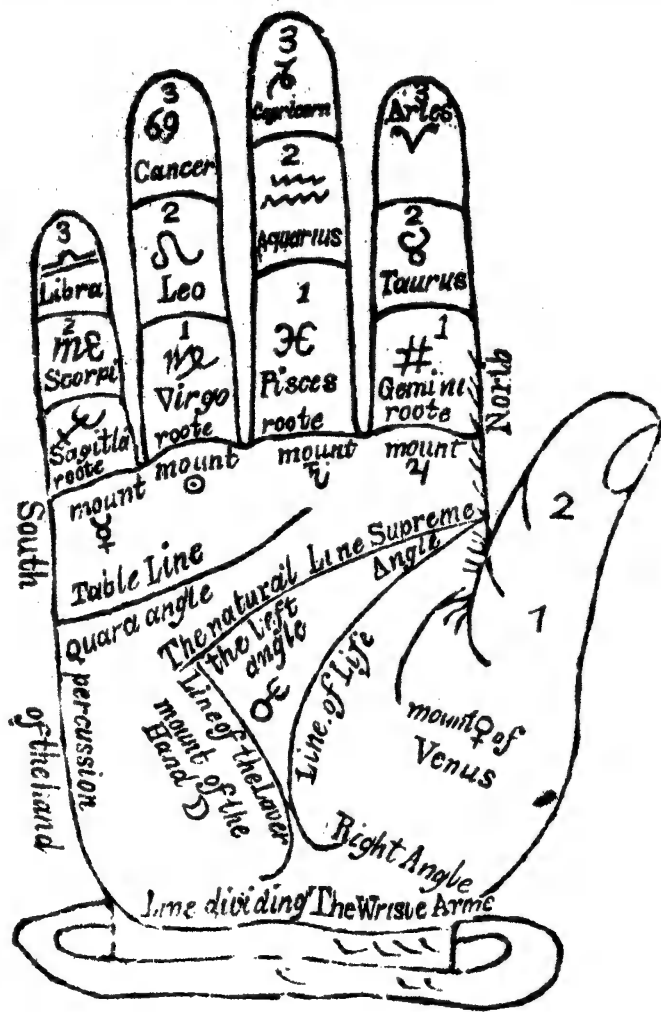 3
Capricorn
2
Aquarius
1
Pisces
roote
3
Cancer
2
Leo
1
Virgo
roote
3
Aries
2
Taurus
1
Gemini
roote
3
Libra
2
Scorpi
Sagitla
roote
North
South
mount
mount
mount
mount
2
1
Table Line
Quara angle
The natural Line Supreme
Angle
the left
angle
Line of Life
Line of the Laver
mount of the
Hand
percussion
of the hand
mount of
Venus
Right Angle
Line dividing The Wriste Arme